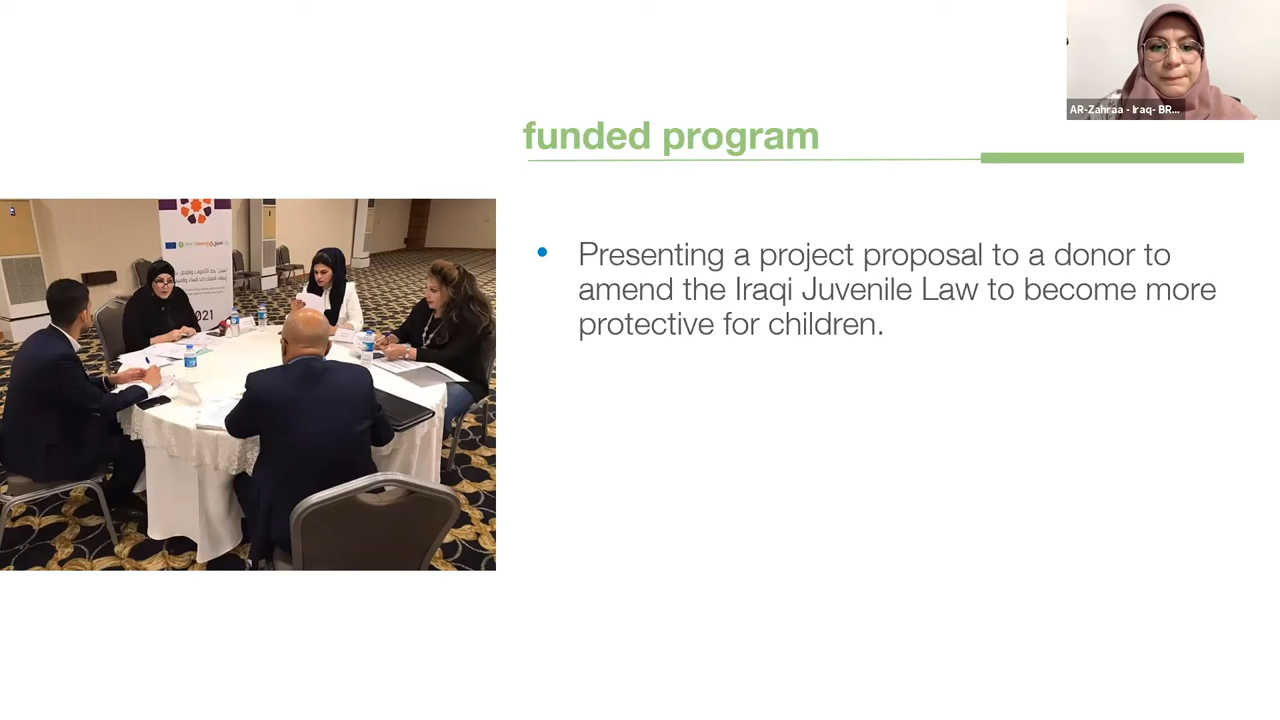 AR-Zahraa - Iraq- BR...
funded program
• Presenting a project proposal to a donor to
amend the Iraqi Juvenile Law to become more
protective for children.
021